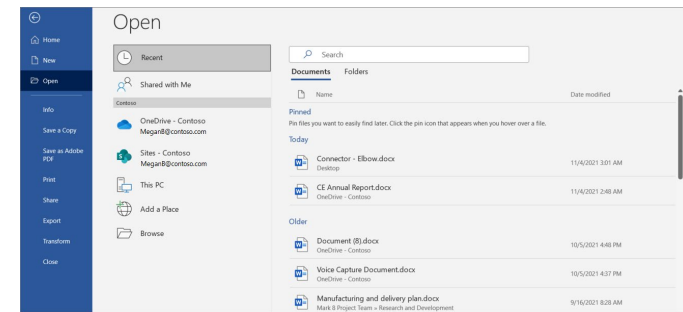 Open
Home
New
Open
Info
Save a Copy
Save as Adobe
PDF
Print
Share
Export
Transform
Close
Recent
Shared with Me
Contoso
OneDrive - Contoso
MeganB@contoso.com
Sites - Contoso
MeganB@contoso.com
This PC
Add a Place
Browse
Search
Documents Folders
Name Date modified
Pinned
Pin files you want to easily find later. Click the pin icon that appears when you hover over a file.
Today
Connector - Elbow.docx
Desktop
11/4/2021 3:01 AM
CE Annual Report.docx
OneDrive - Contoso
11/4/2021 2:48 AM
Older
Document (8).docx
OneDrive - Contoso
10/5/2021 4:48 PM
Voice Capture Document.docx
OneDrive - Contoso
10/5/2021 4:37 PM
Manufacturing and delivery plan.docx
Mark 8 Project Team » Research and Development
9/16/2021 8:28 AM